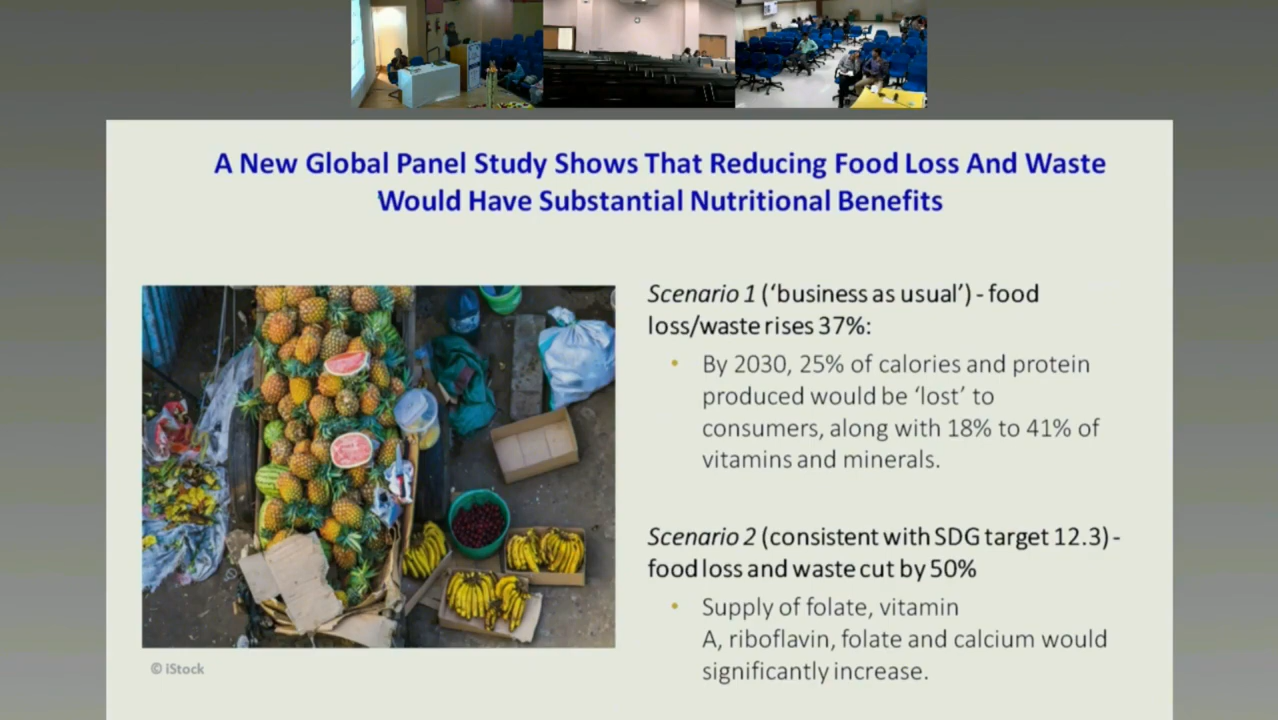 A New Global Panel Study Shows That Reducing Food Loss And Waste
Would Have Substantial Nutritional Benefits
Scenario 1 (‘business as usual’) - food
loss/waste rises 37%:
• By 2030, 25% of calories and protein
produced would be ‘lost’ to
consumers, along with 18% to 41% of
vitamins and minerals.
Scenario 2 (consistent with SDG target 12.3) -
food loss and waste cut by 50%
• Supply of folate, vitamin
A, riboflavin, folate and calcium would
significantly increase.
© iStock